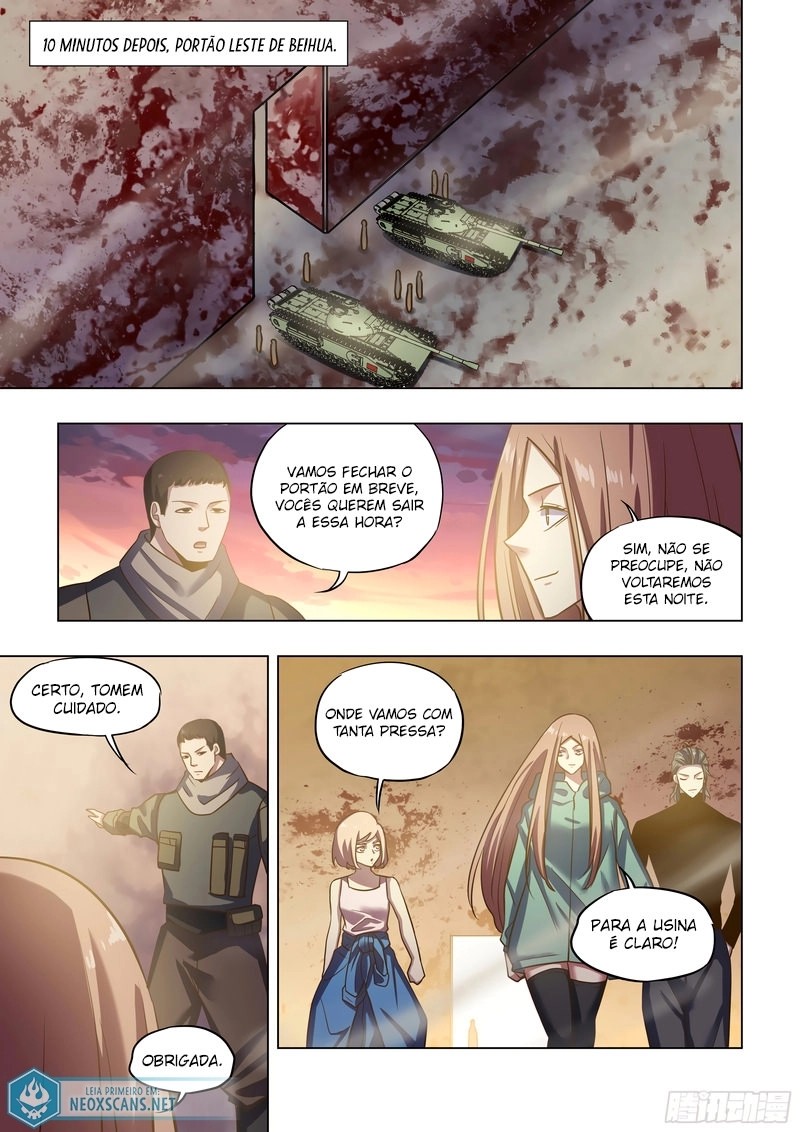 10 MINUTOS DEPOIS, PORTÃO LESTE DE BEIHUA.
VAMOS FECHAR O
PORTÃO EM BREVE,
VOCÊS QUEREM SAIR
A ESSA HORA?
SIM, NÃO SE
PREOCUPE, NÃO
VOLTAREMOS
ESTA NOITE.
CERTO, TOMEM
CUIDADO.
ONDE VAMOS COM
TANTA PRESSA?
PARA A USINA
É CLARO!
OBRIGADA.
LEIA PRIMEIRO EM:
NEOXSCANS.NET
腾讯动漫